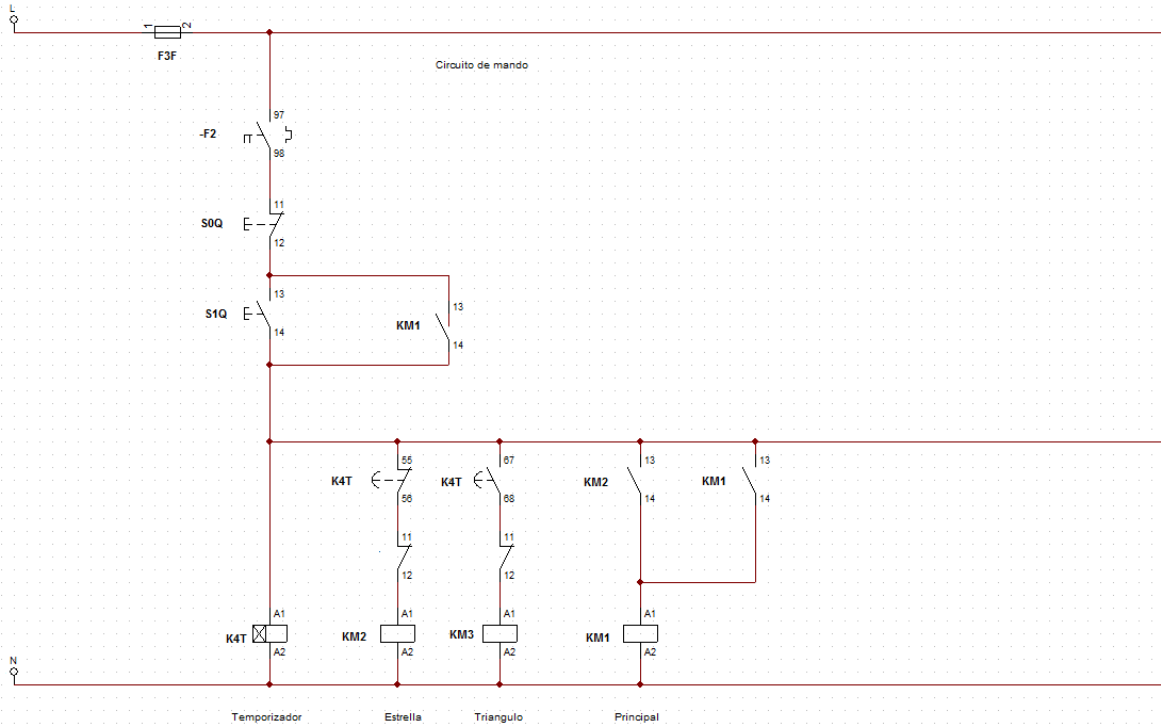 L
1 2
F3F
Circuito de mando
97
-F2
98
11
S0Q
12
13
S1Q
14
13
KM1
14
55 67 13 13
K4T K4T KM2 KM1
56 68 14 14
11 11
12 12
A1 A1 A1 A1
K4T KM2 KM3 KM1
A2 A2 A2 A2
N
Temporizador Estrella Triangulo Principal